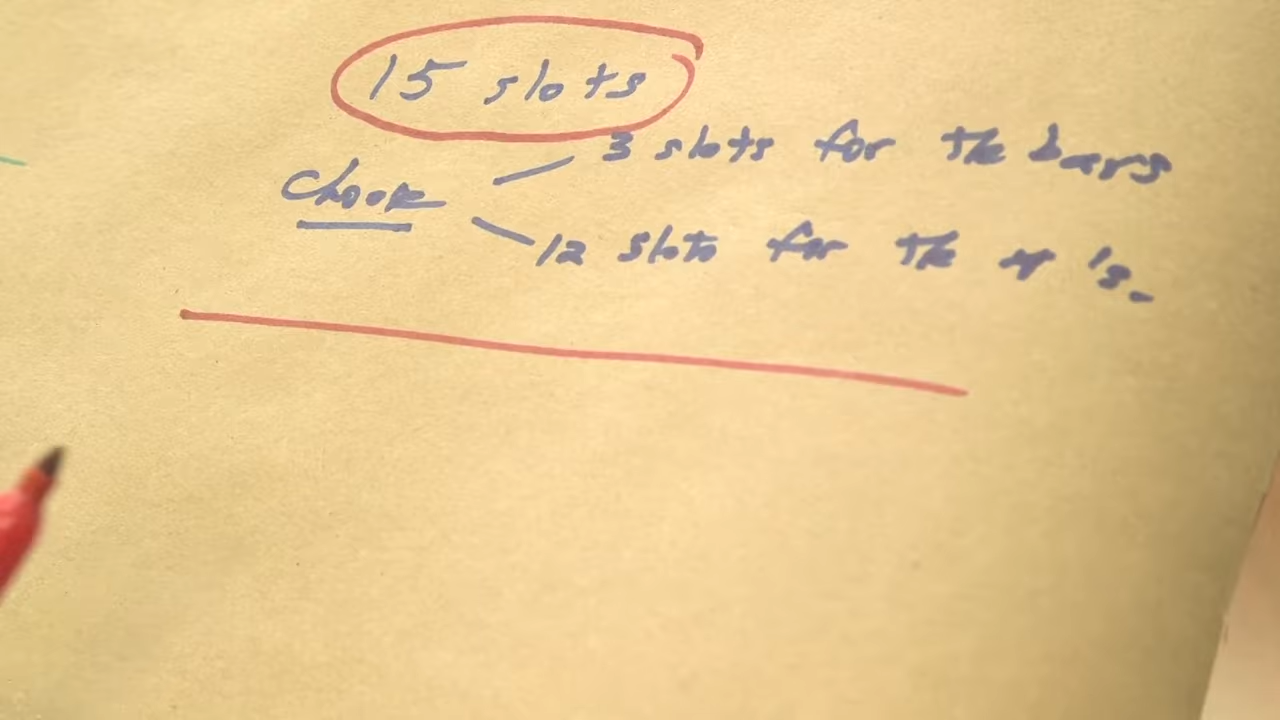 15 slots
3 slots for the bars
Choose
12 slots for the 's.